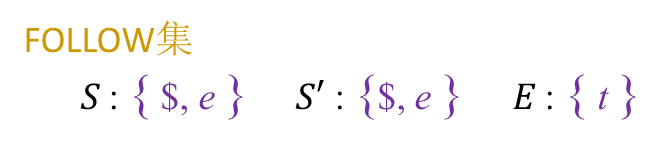 FOLLOW集
S : { $, e }   S′ : {$, e }   E : { t }